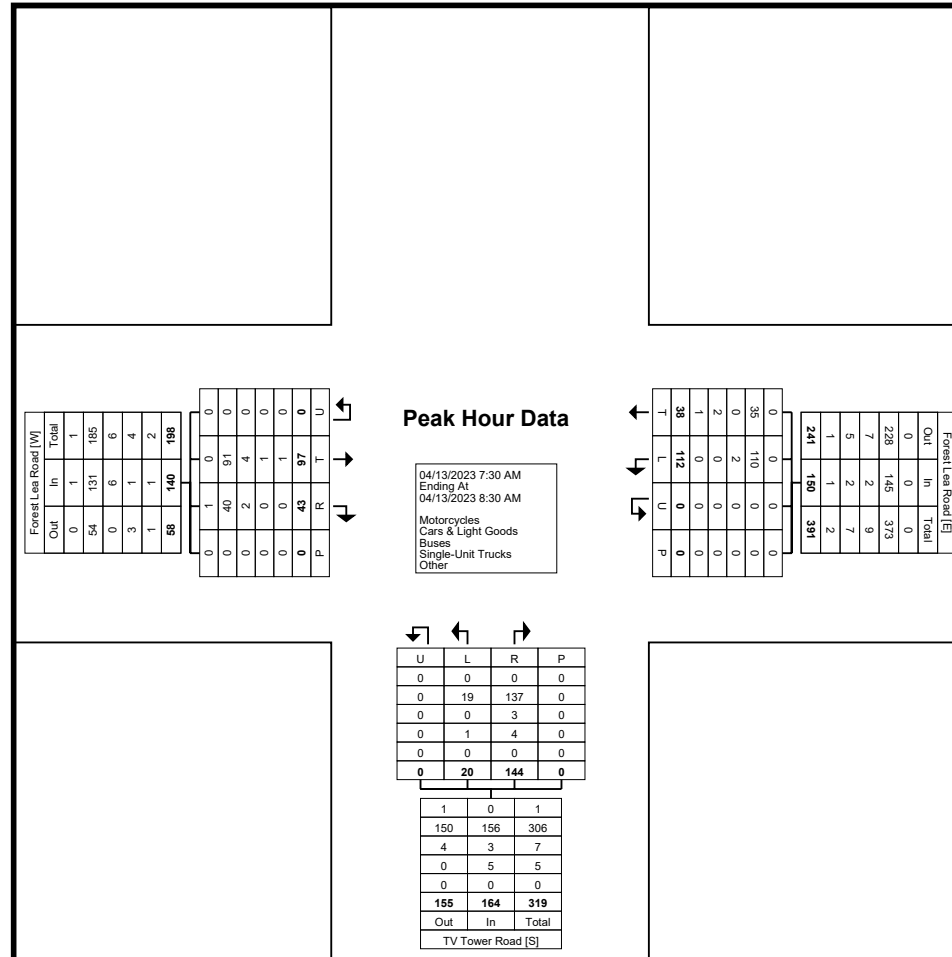 Peak Hour Data
04/13/2023 7:30 AM
Ending At
04/13/2023 8:30 AM
Motorcycles
Cars & Light Goods
Buses
Single-Unit Trucks
Other
Forest Lea Road [W]
Out In Total
0 1 1
54 131 185
0 6 6
3 1 4
1 1 2
58 140 198
0 0 1 0
0 91 40 0
0 4 2 0
0 1 0 0
0 1 0 0
0 97 43 0
U T R P
T L U P
38 112 0 0
1 0 0 0
2 0 0 0
0 2 0 0
35 110 0 0
0 0 0 0
Forest Lea Road [E]
Out In Total
0 0 0
228 145 373
7 2 9
5 2 7
1 1 2
241 150 391
U L R P
0 0 0 0
0 19 137 0
0 0 3 0
0 1 4 0
0 0 0 0
0 20 144 0
1 0 1
150 156 306
4 3 7
0 5 5
0 0 0
155 164 319
Out In Total
TV Tower Road [S]